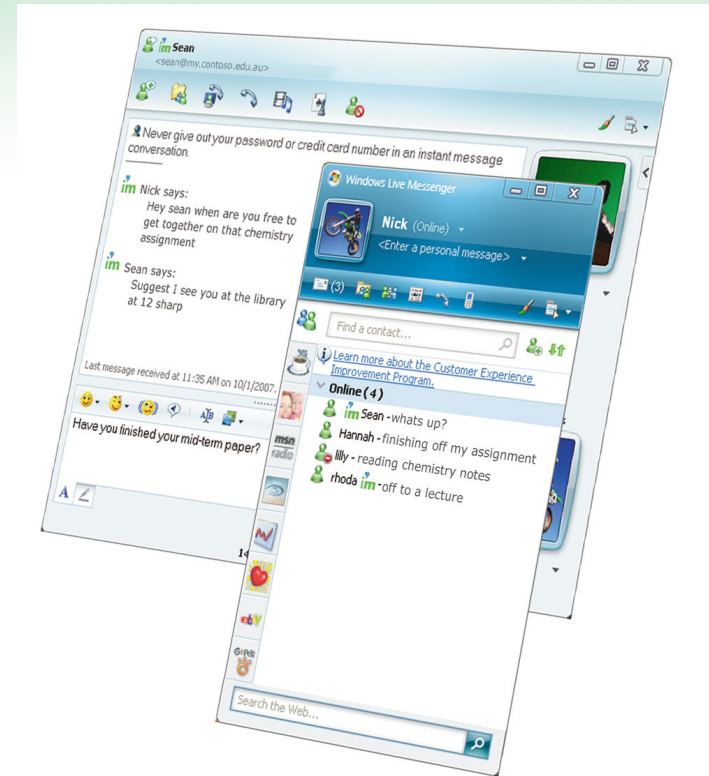 im Sean
<sean@my.contoso.edu.au>
Never give out your password or credit card number in an instant message
conversation.
im Nick says:
Hey sean when are you free to
get together on that chemistry
assignment
im Sean says:
Suggest I see you at the library
at 12 sharp
Last message received at 11:35 AM on 10/1/2007.
Have you finished your mid-term paper?
A
14
Windows Live Messenger
Nick (Online)
<Enter a personal message>
(3)
Find a contact...
Learn more about the Customer Experience
Improvement Program.
Online (4)
im Sean - whats up?
Hannah - finishing off my assignment
lilly - reading chemistry notes
rhoda im - off to a lecture
msn
radio
ebY
Search the Web...